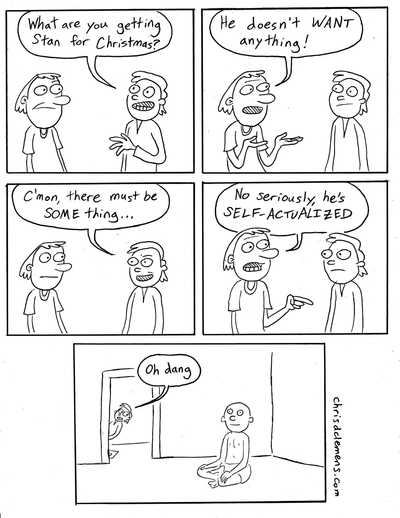 What are you getting
Stan for Christmas?
He doesn't WANT
anything!
C'mon, there must be
SOME thing...
No seriously, he's
SELF-ACTUALIZED
Oh dang
chrisdclemens.com